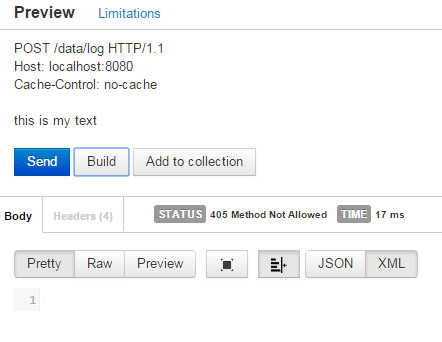 Preview Limitations
POST /data/log HTTP/1.1
Host: localhost:8080
Cache-Control: no-cache
this is my text
Send Build Add to collection
Body Headers (4) STATUS 405 Method Not Allowed TIME 17 ms
Pretty Raw Preview JSON XML
1